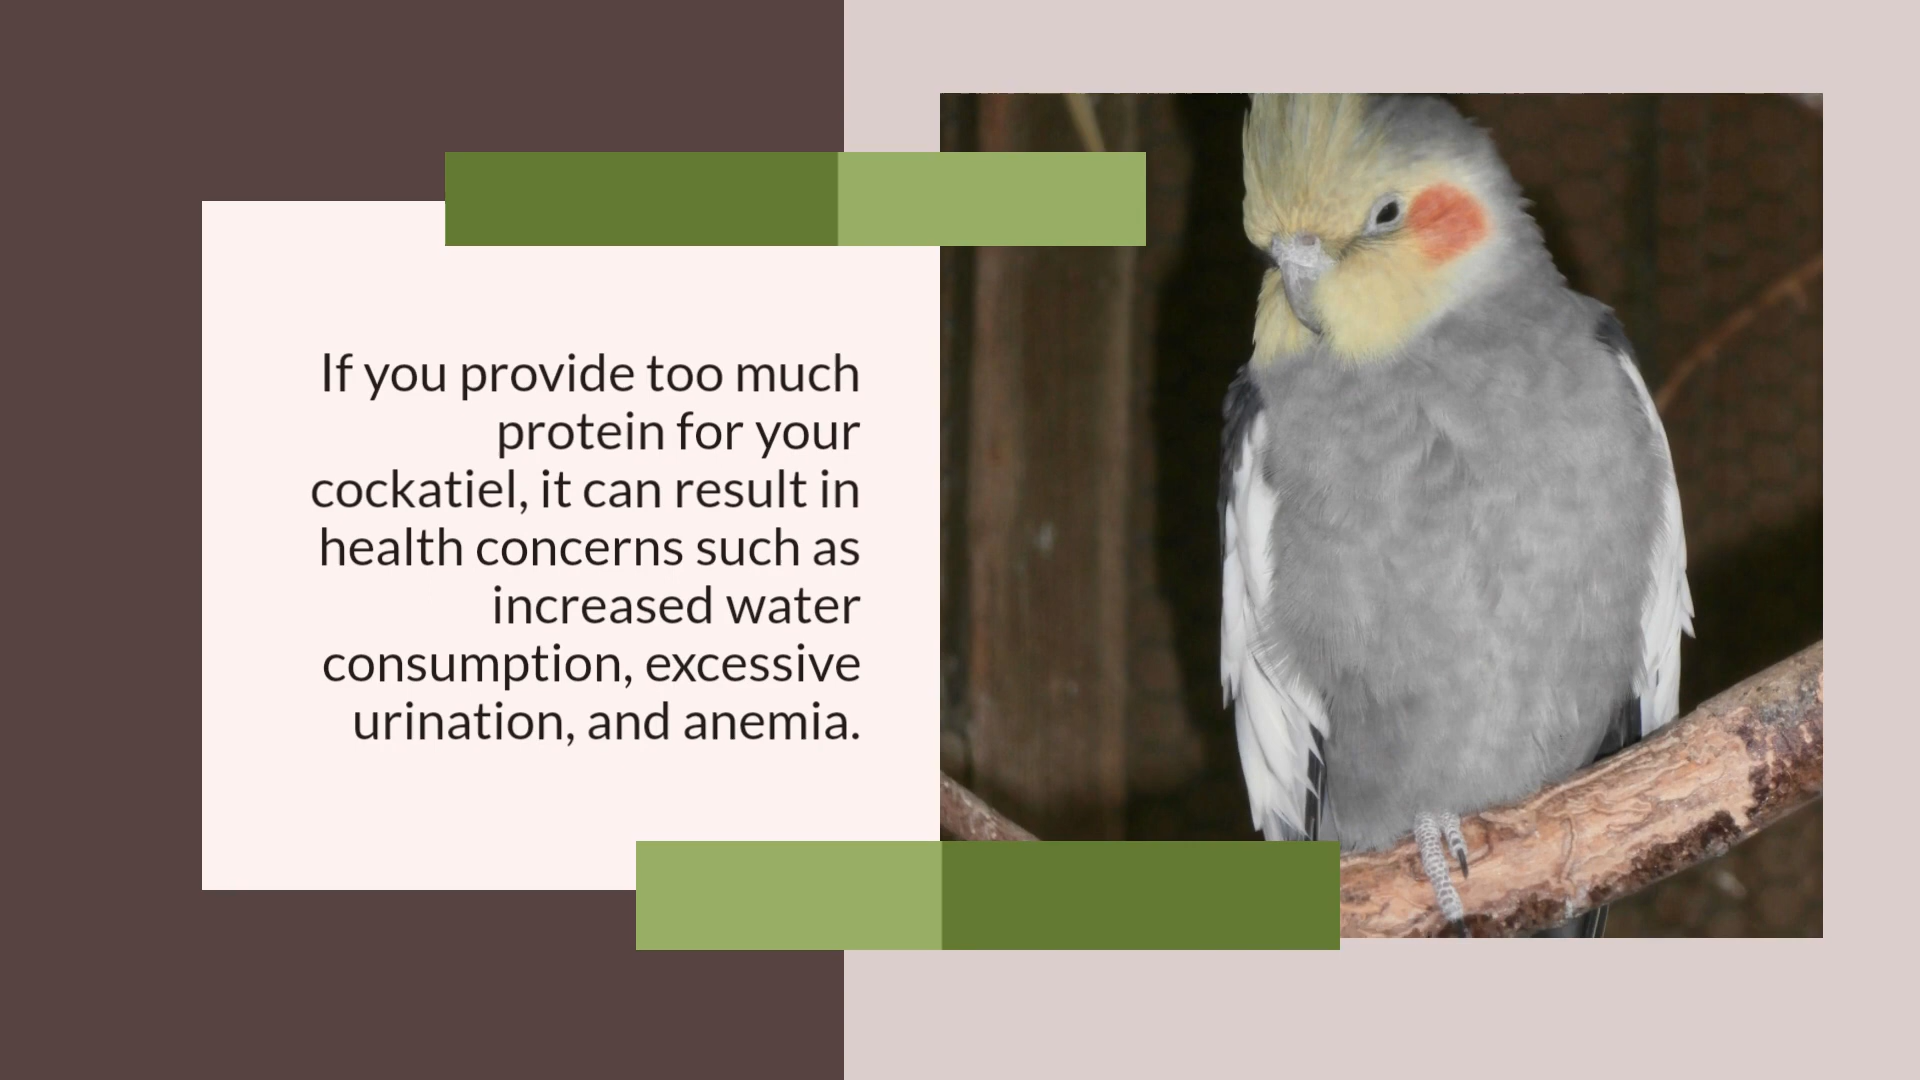 If you provide too much
protein for your
cockatiel, it can result in
health concerns such as
increased water
consumption, excessive
urination, and anemia.